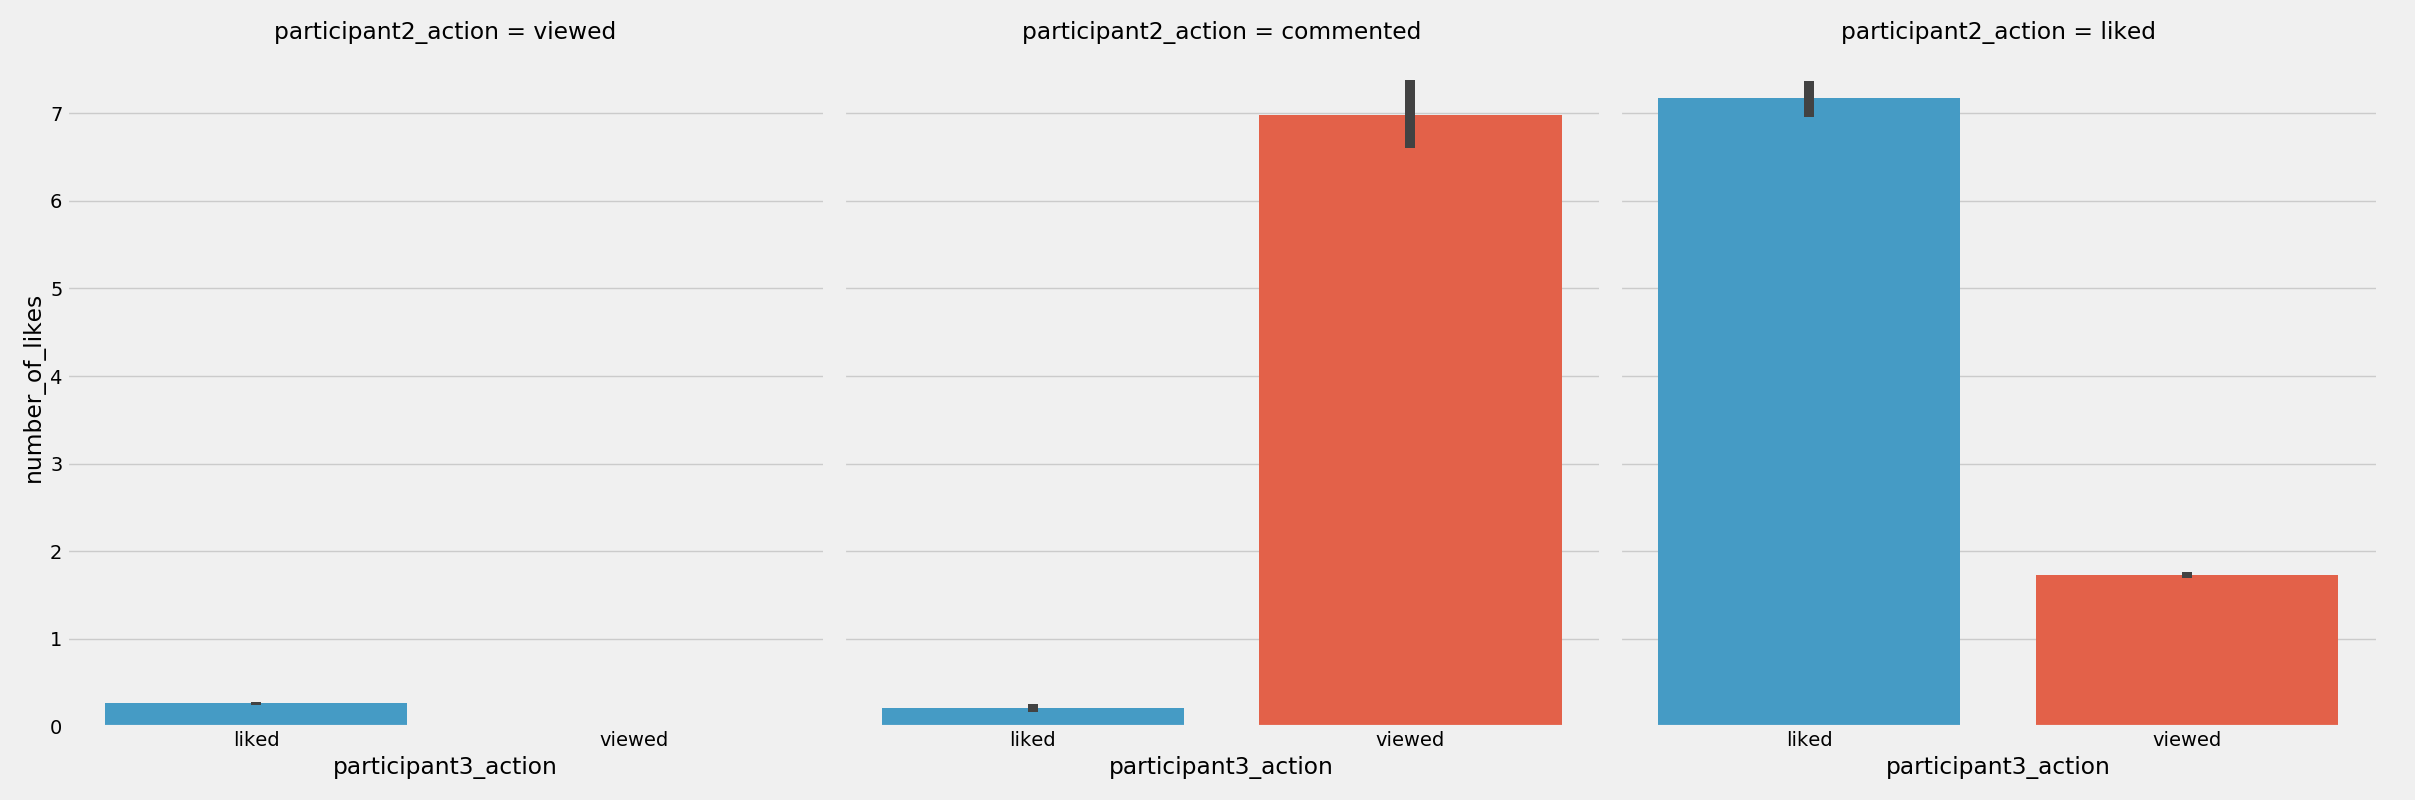 participant2_action = viewed
participant2_action = commented
participant2_action = liked
number_of_likes
7
6
5
4
3
2
1
0
liked
viewed
liked
viewed
liked
viewed
participant3_action
participant3_action
participant3_action